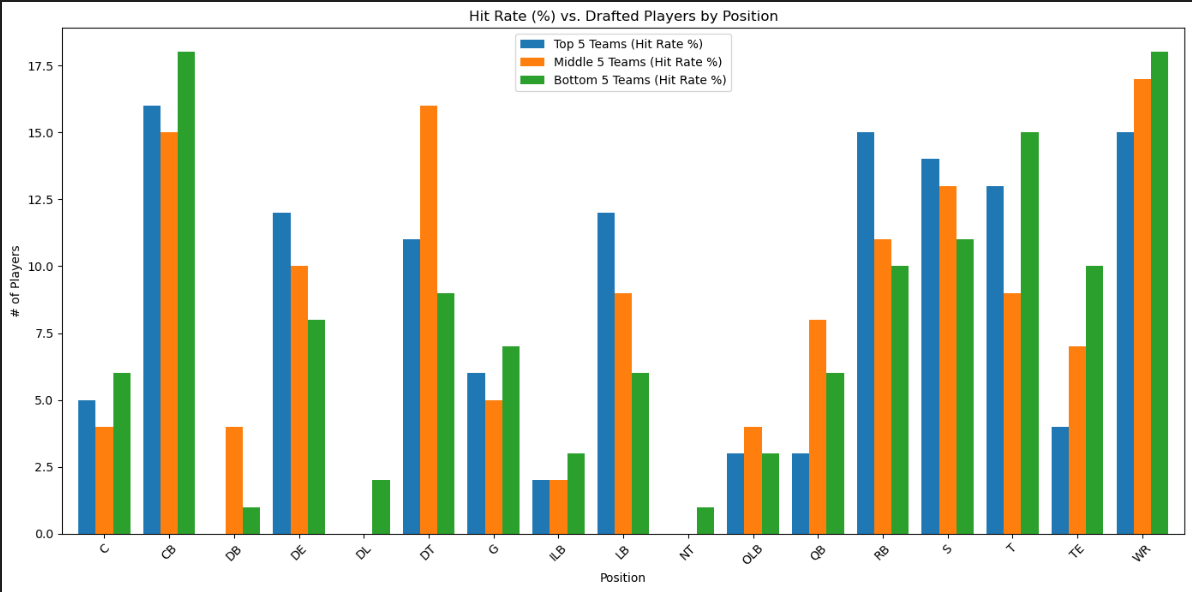 Hit Rate (%) vs. Drafted Players by Position
Top 5 Teams (Hit Rate %)
Middle 5 Teams (Hit Rate %)
Bottom 5 Teams (Hit Rate %)
# of Players
17.5
15.0
12.5
10.0
7.5
5.0
2.5
0.0
C CB DB DE DL DT G ILB LB NT OLB QB RB S T TE WR
Position